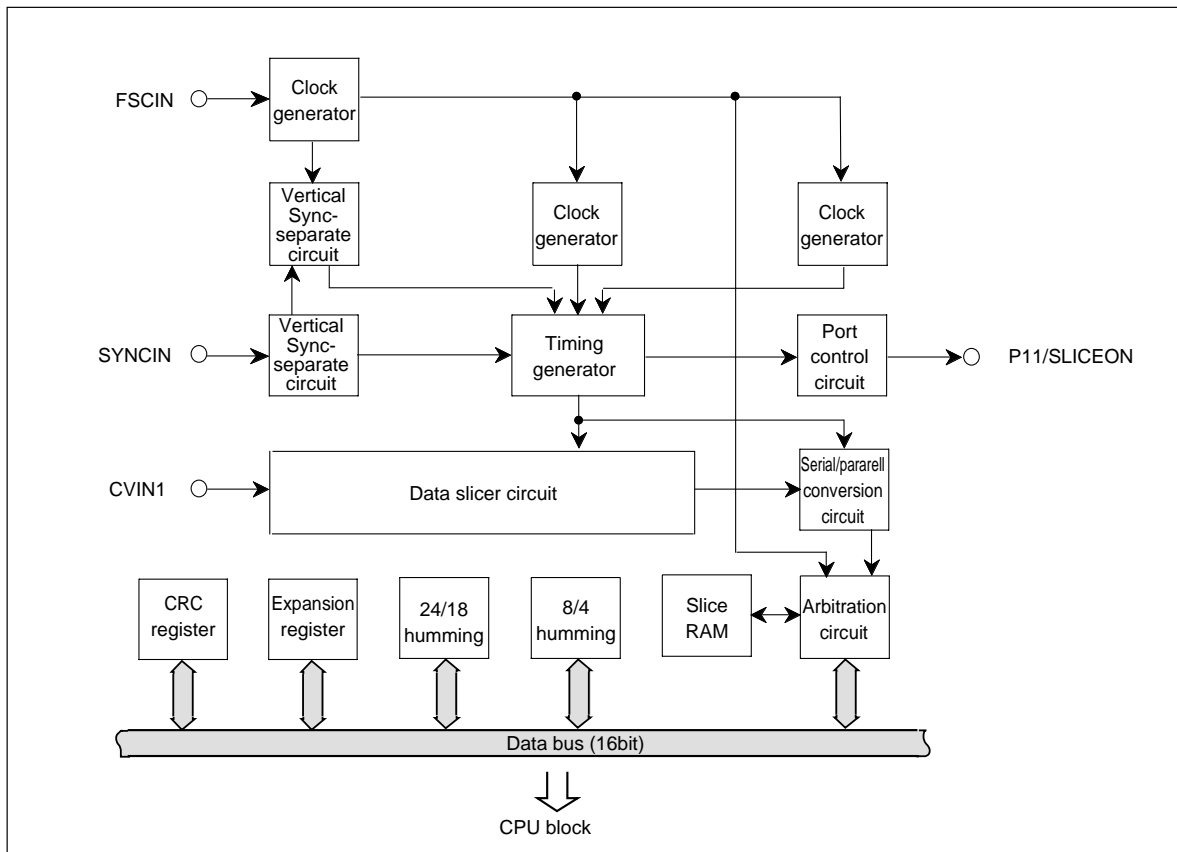 FSCIN
Clock
generator
Vertical
Sync-
separate
circuit
Clock
generator
Clock
generator
SYNCIN
Vertical
Sync-
separate
circuit
Timing
generator
Port
control
circuit
P11/SLICEON
CVIN1
Data slicer circuit
Serial/pararell
conversion
circuit
CRC
register
Expansion
register
24/18
humming
8/4
humming
Slice
RAM
Arbitration
circuit
Data bus (16bit)
CPU block